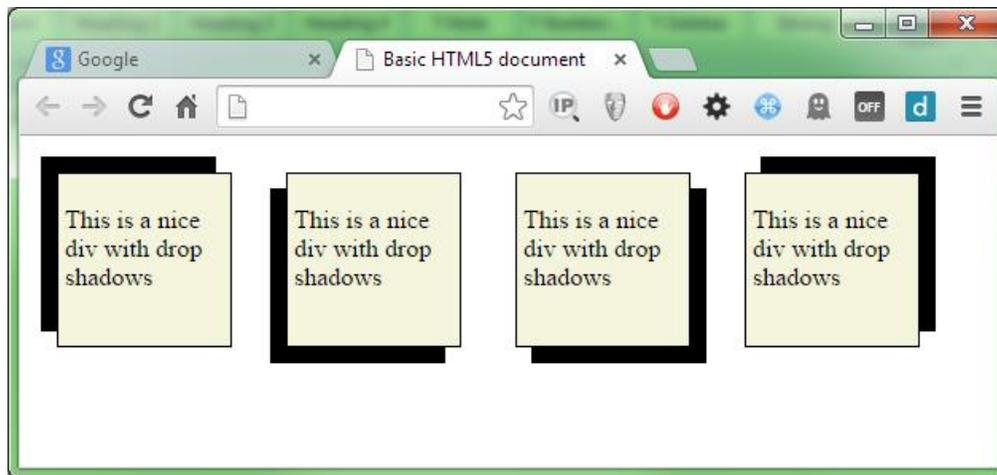 Google
Basic HTML5 document
IP
OFF
d
This is a nice
div with drop
shadows
This is a nice
div with drop
shadows
This is a nice
div with drop
shadows
This is a nice
div with drop
shadows